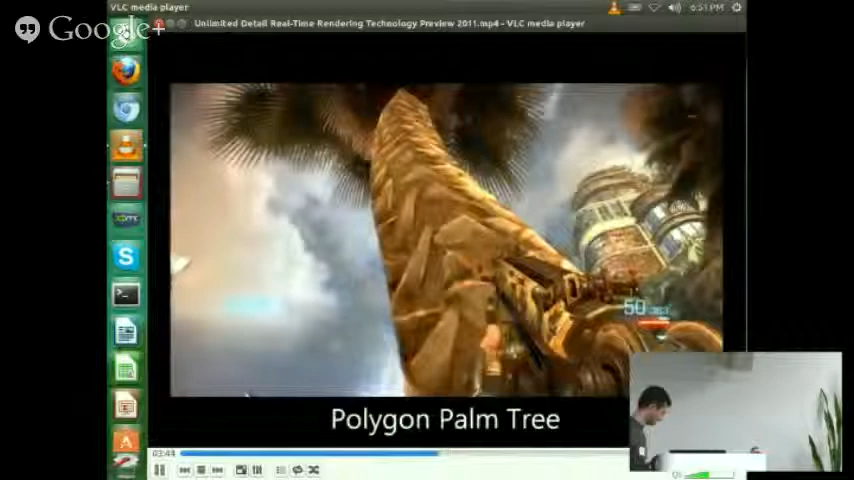 VLC media player
6:51 PM
Unlimited Detail Real-Time Rendering Technology Preview 2011.mp4 - VLC media player
Google+
S
50
Polygon Palm Tree
03:44